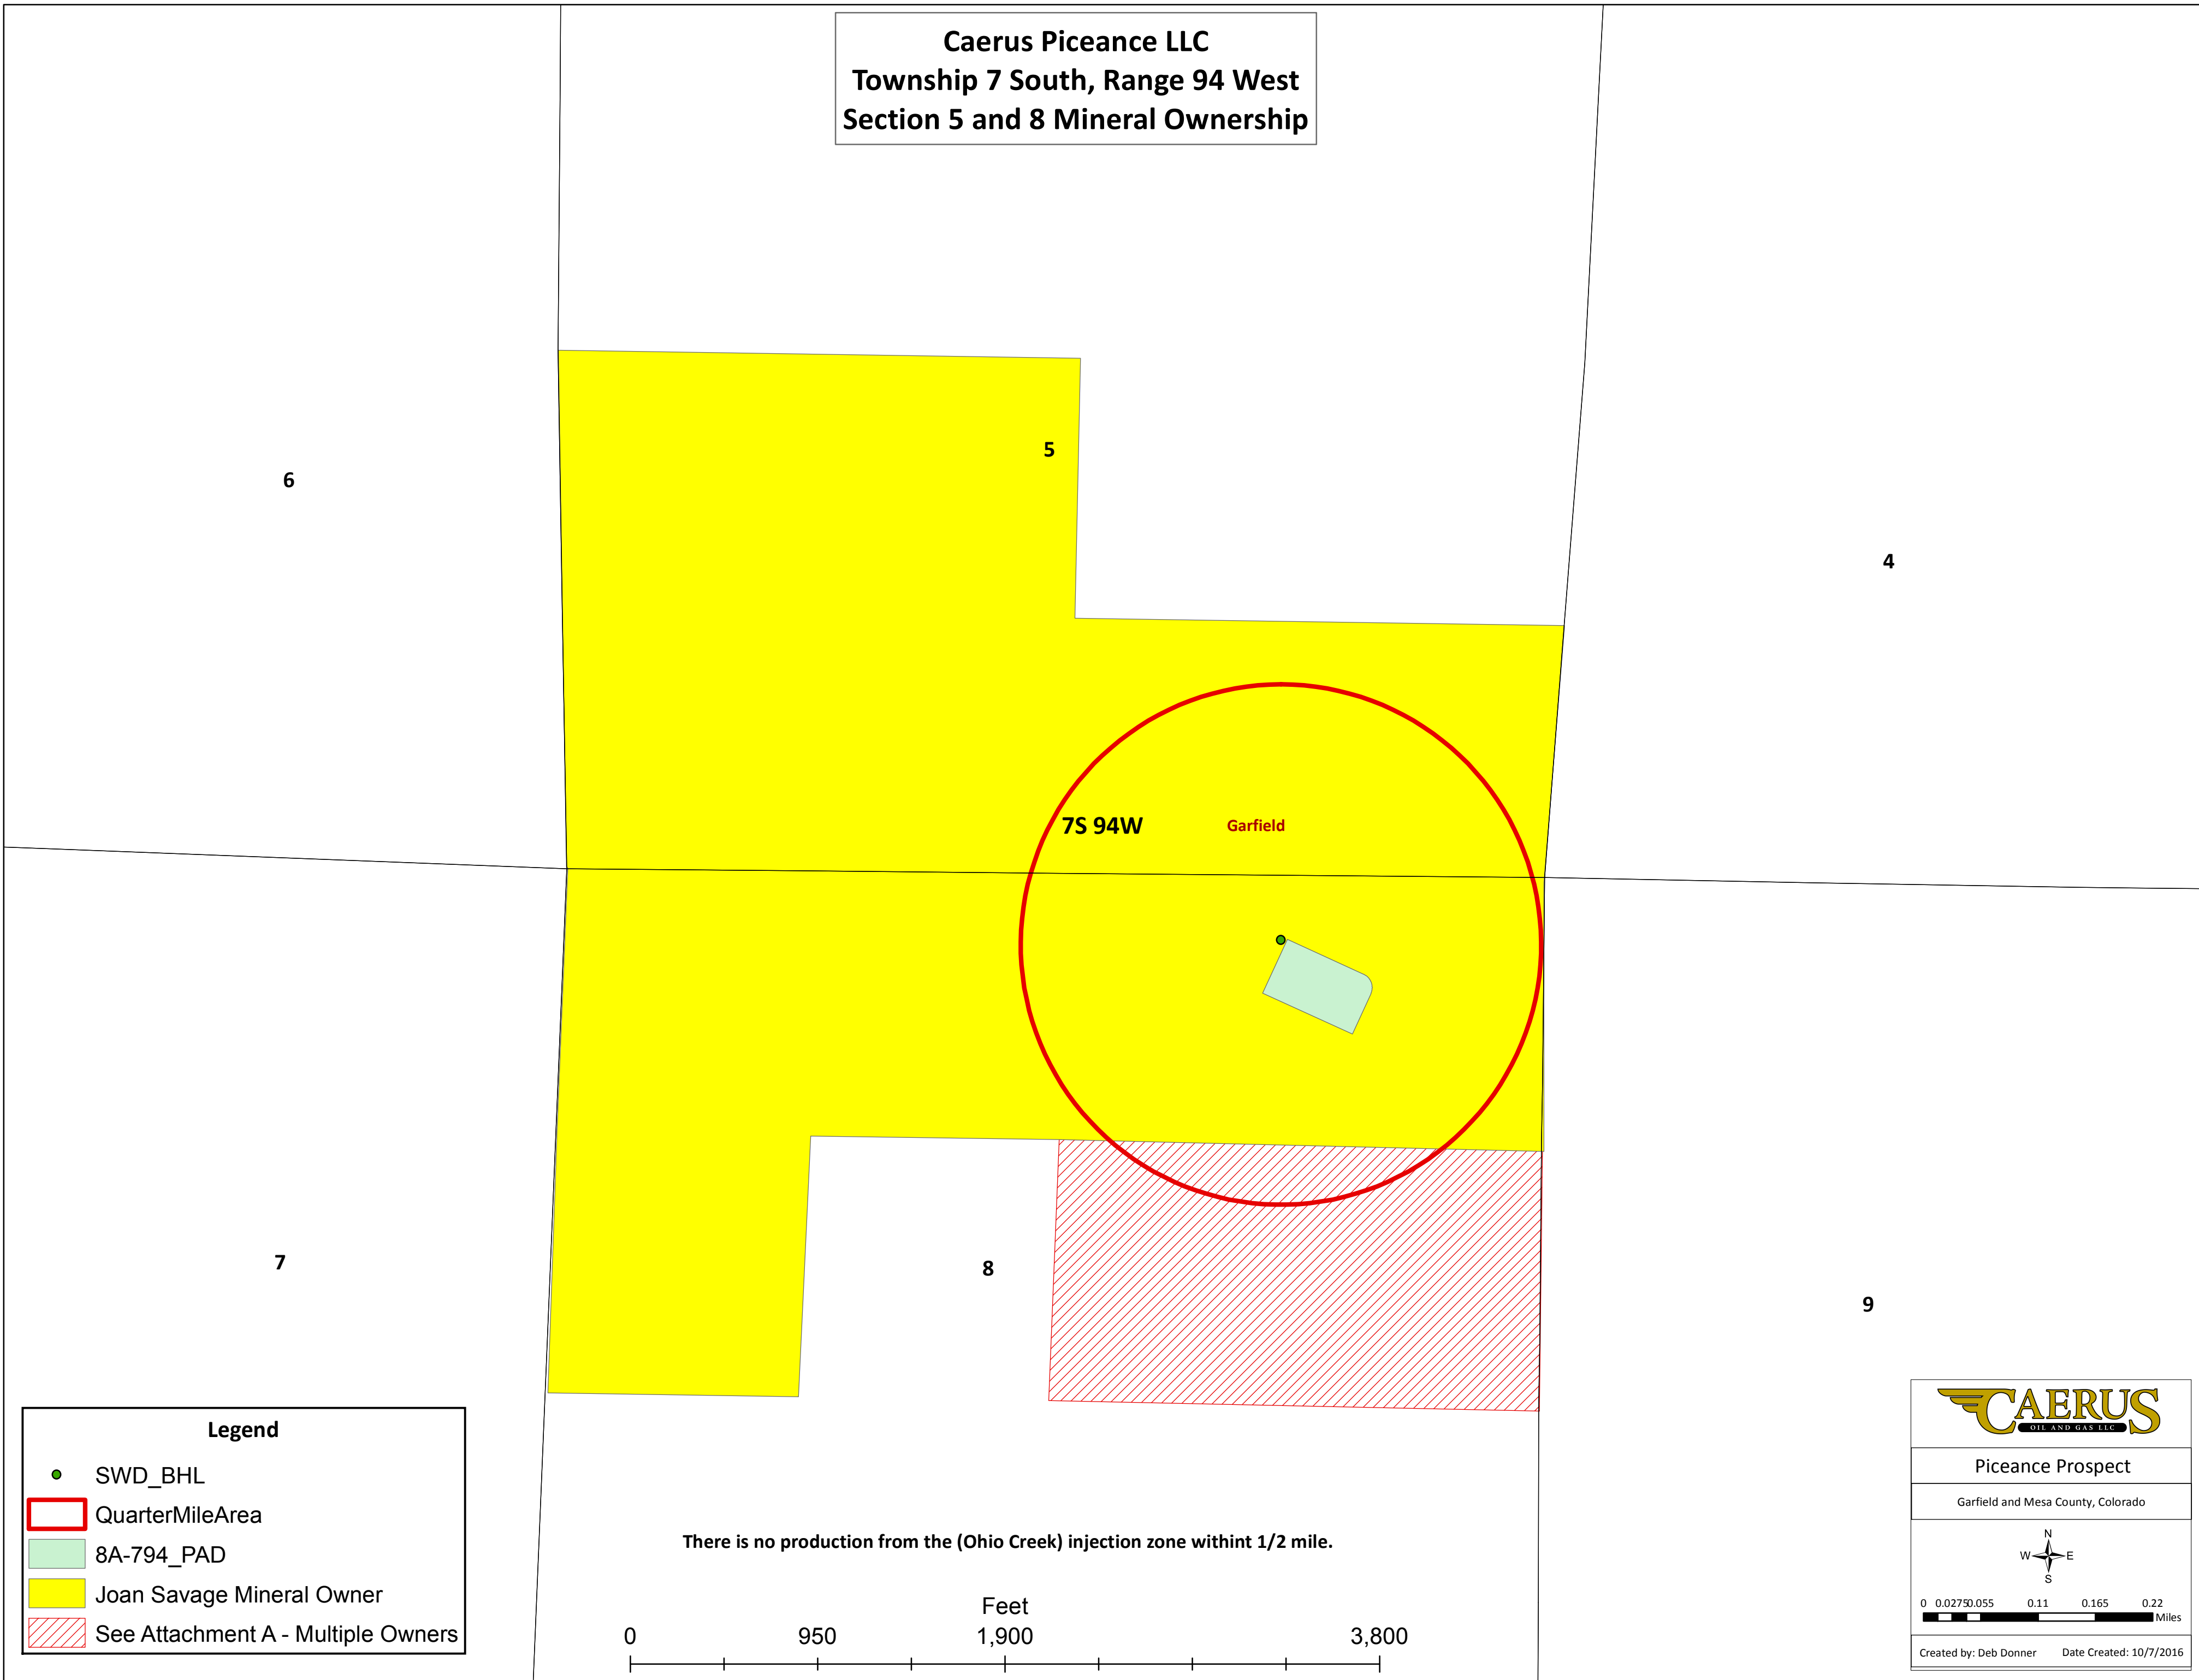 Caerus Piceance LLC
Township 7 South, Range 94 West
Section 5 and 8 Mineral Ownership
5
6
4
7S 94W
Garfield
7
8
9
Legend
SWD_BHL
QuarterMileArea
8A-794_PAD
Joan Savage Mineral Owner
See Attachment A - Multiple Owners
There is no production from the (Ohio Creek) injection zone withint 1/2 mile.
Feet
0 950 1,900 3,800
CAERUS
OIL AND GAS LLC
Piceance Prospect
Garfield and Mesa County, Colorado
N
W E
S
0 0.0275 0.055 0.11 0.165 0.22
Miles
Created by: Deb Donner Date Created: 10/7/2016